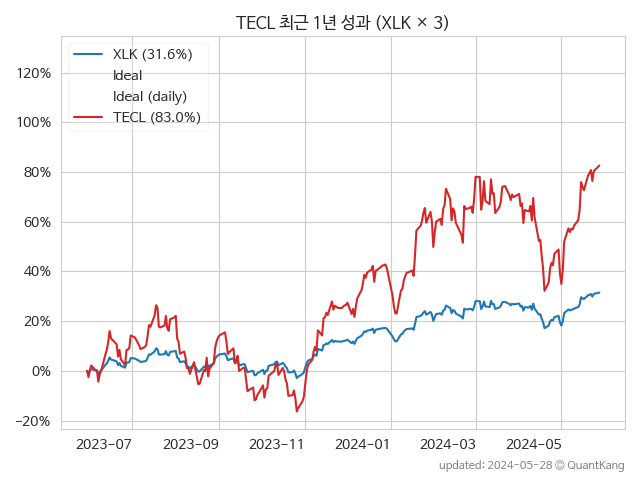 TECL 최근 1년 성과 (XLK × 3)
XLK (31.6%)
Ideal
Ideal (daily)
TECL (83.0%)
120%
100%
80%
60%
40%
20%
0%
−20%
2023−07
2023−09
2023−11
2024−01
2024−03
2024−05
updated: 2024−05−28 © QuantKang